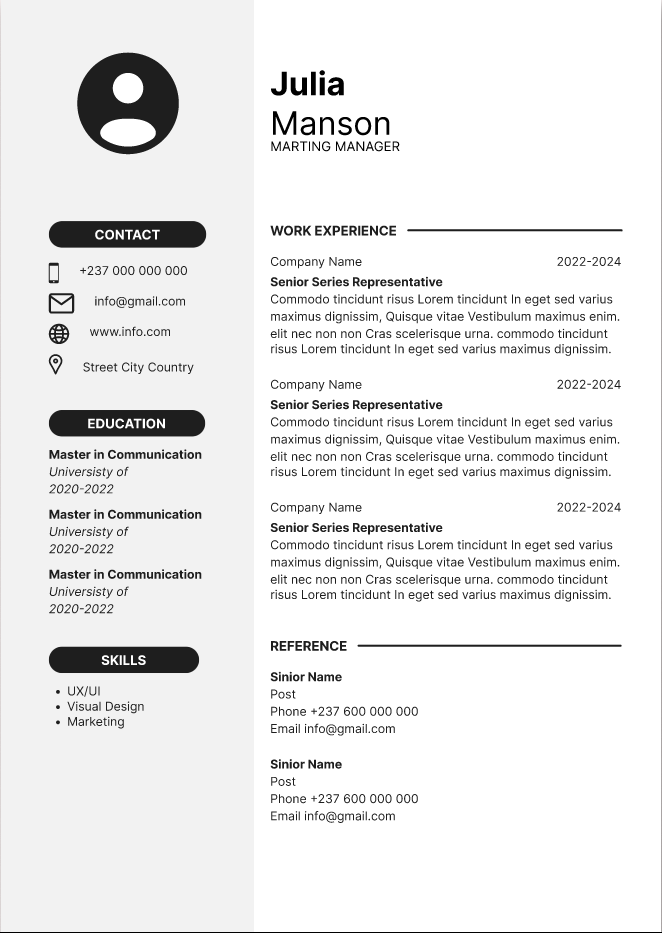 Julia
Manson
MARTING MANAGER
CONTACT
+237 000 000 000
info@gmail.com
www.info.com
Street City Country
EDUCATION
Master in Communication
Universisty of
2020-2022
Master in Communication
Universisty of
2020-2022
Master in Communication
Universisty of
2020-2022
SKILLS
• UX/UI
• Visual Design
• Marketing
WORK EXPERIENCE
Company Name 2022-2024
Senior Series Representative
Commodo tincidunt risus Lorem tincidunt In eget sed varius
maximus dignissim, Quisque vitae Vestibulum maximus enim.
elit nec non non Cras scelerisque urna. commodo tincidunt
risus Lorem tincidunt In eget sed varius maximus dignissim.
Company Name 2022-2024
Senior Series Representative
Commodo tincidunt risus Lorem tincidunt In eget sed varius
maximus dignissim, Quisque vitae Vestibulum maximus enim.
elit nec non non Cras scelerisque urna. commodo tincidunt
risus Lorem tincidunt In eget sed varius maximus dignissim.
Company Name 2022-2024
Senior Series Representative
Commodo tincidunt risus Lorem tincidunt In eget sed varius
maximus dignissim, Quisque vitae Vestibulum maximus enim.
elit nec non non Cras scelerisque urna. commodo tincidunt
risus Lorem tincidunt In eget sed varius maximus dignissim.
REFERENCE
Sinior Name
Post
Phone +237 600 000 000
Email info@gmail.com
Sinior Name
Post
Phone +237 600 000 000
Email info@gmail.com